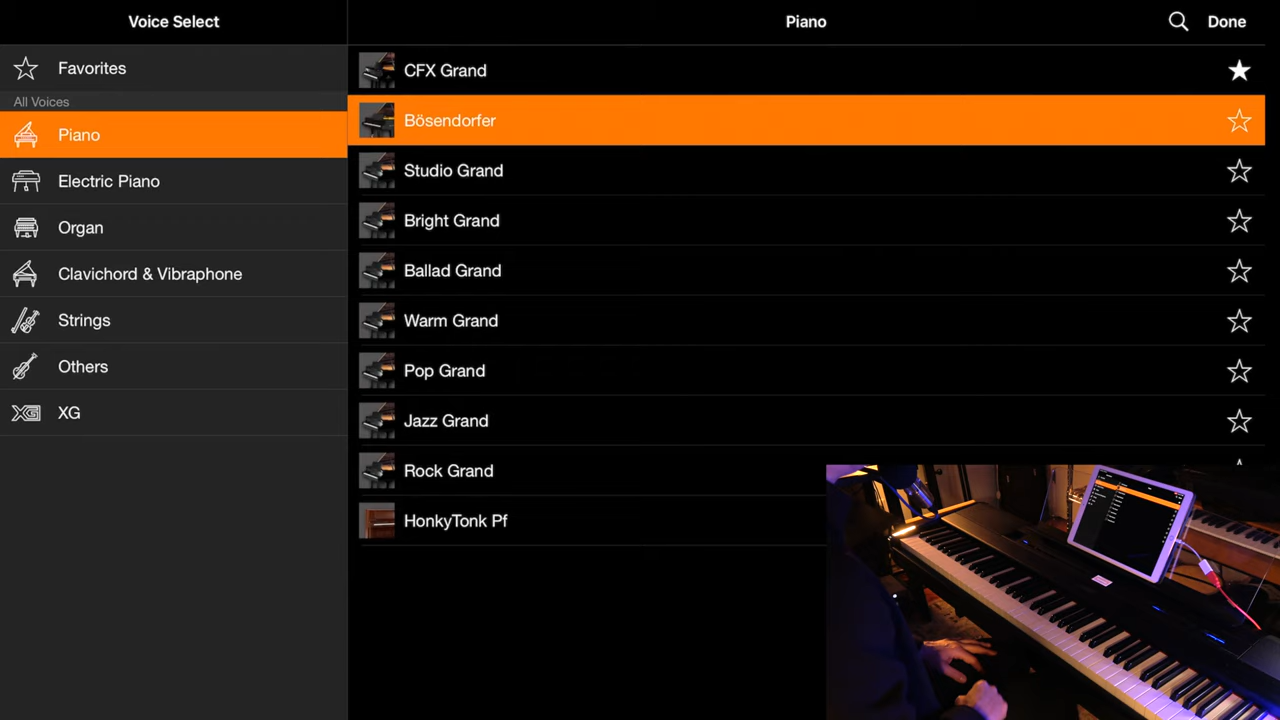 Voice Select
Piano
Done
Favorites
All Voices
Piano
Electric Piano
Organ
Clavichord & Vibraphone
Strings
Others
XG
XG
CFX Grand
Bösendorfer
Studio Grand
Bright Grand
Ballad Grand
Warm Grand
Pop Grand
Jazz Grand
Rock Grand
HonkyTonk Pf